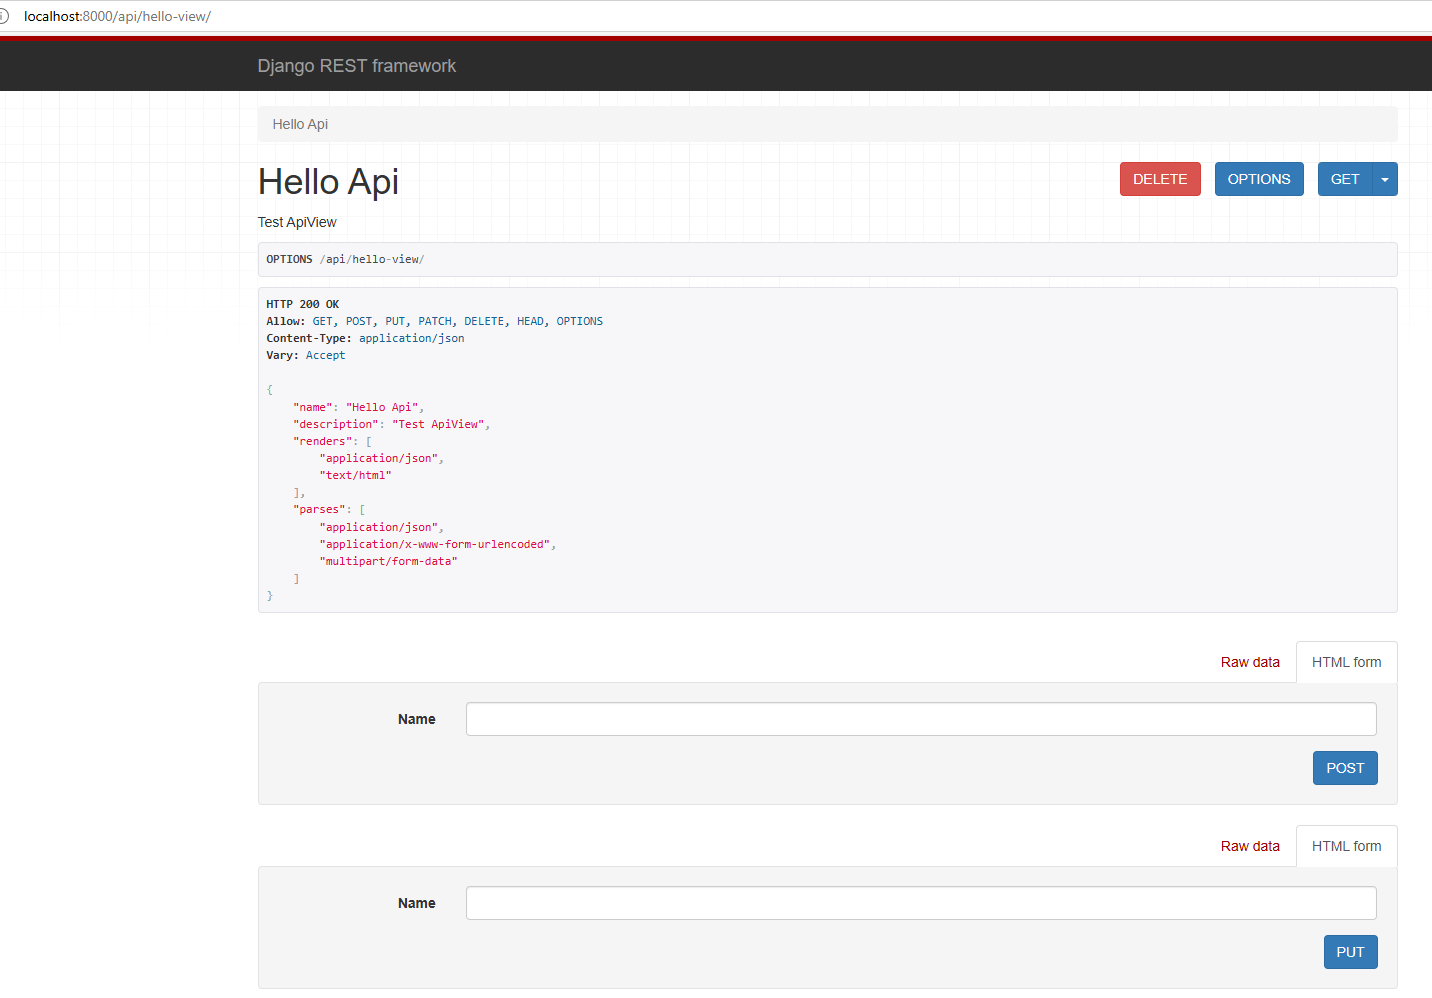 localhost:8000/api/hello-view/
Django REST framework
Hello Api
Hello Api
DELETE
OPTIONS
GET
Test ApiView
OPTIONS /api/hello-view/
HTTP 200 OK
Allow: GET, POST, PUT, PATCH, DELETE, HEAD, OPTIONS
Content-Type: application/json
Vary: Accept
{
    "name": "Hello Api",
    "description": "Test ApiView",
    "renders": [
        "application/json",
        "text/html"
    ],
    "parses": [
        "application/json",
        "application/x-www-form-urlencoded",
        "multipart/form-data"
    ]
}
Raw data
HTML form
Name
POST
Raw data
HTML form
Name
PUT